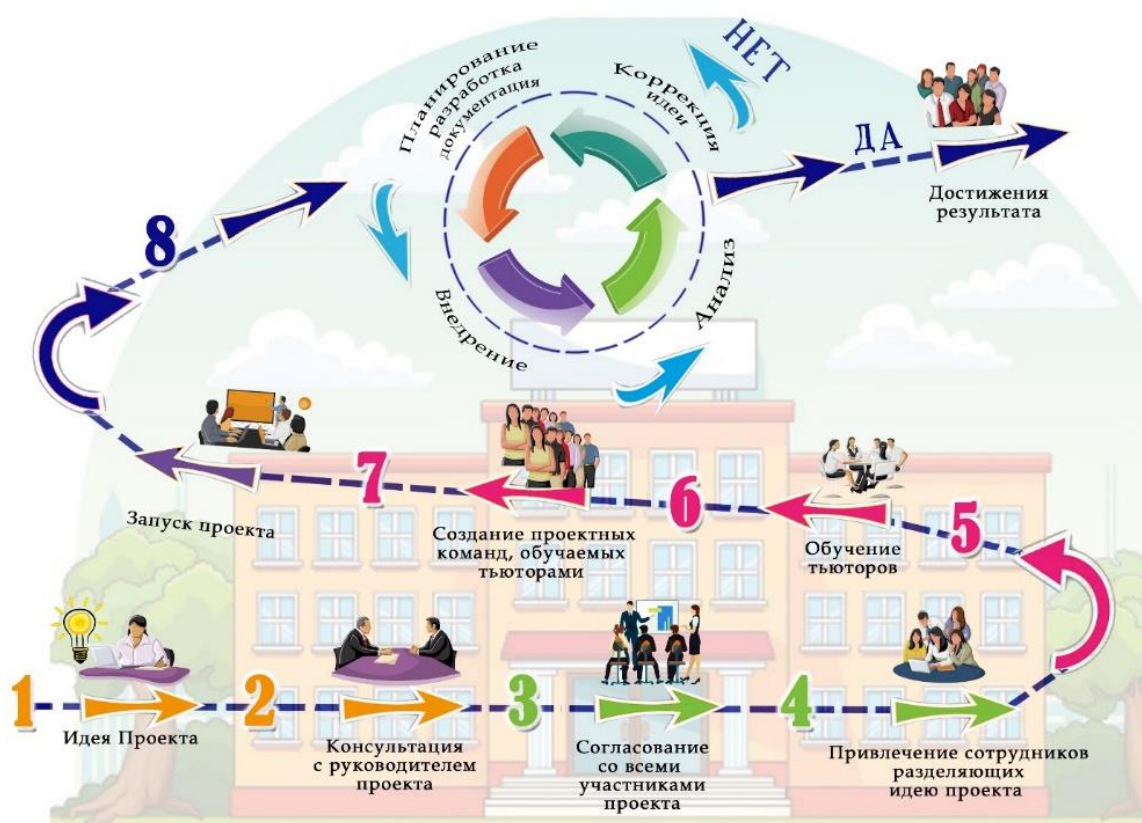 1
Идея Проекта
2
Консультация
с руководителем
проекта
3
Согласование
со всеми
участниками
проекта
4
Привлечение сотрудников
разделяющих
идею проекта
5
Обучение
тьюторов
6
Создание проектных
команд, обучаемых
тьюторами
7
Запуск проекта
8
Планирование
разработка
документация
Внедрение
Анализ
Коррекция
идеи
НЕТ
ДА
Достижения
результата